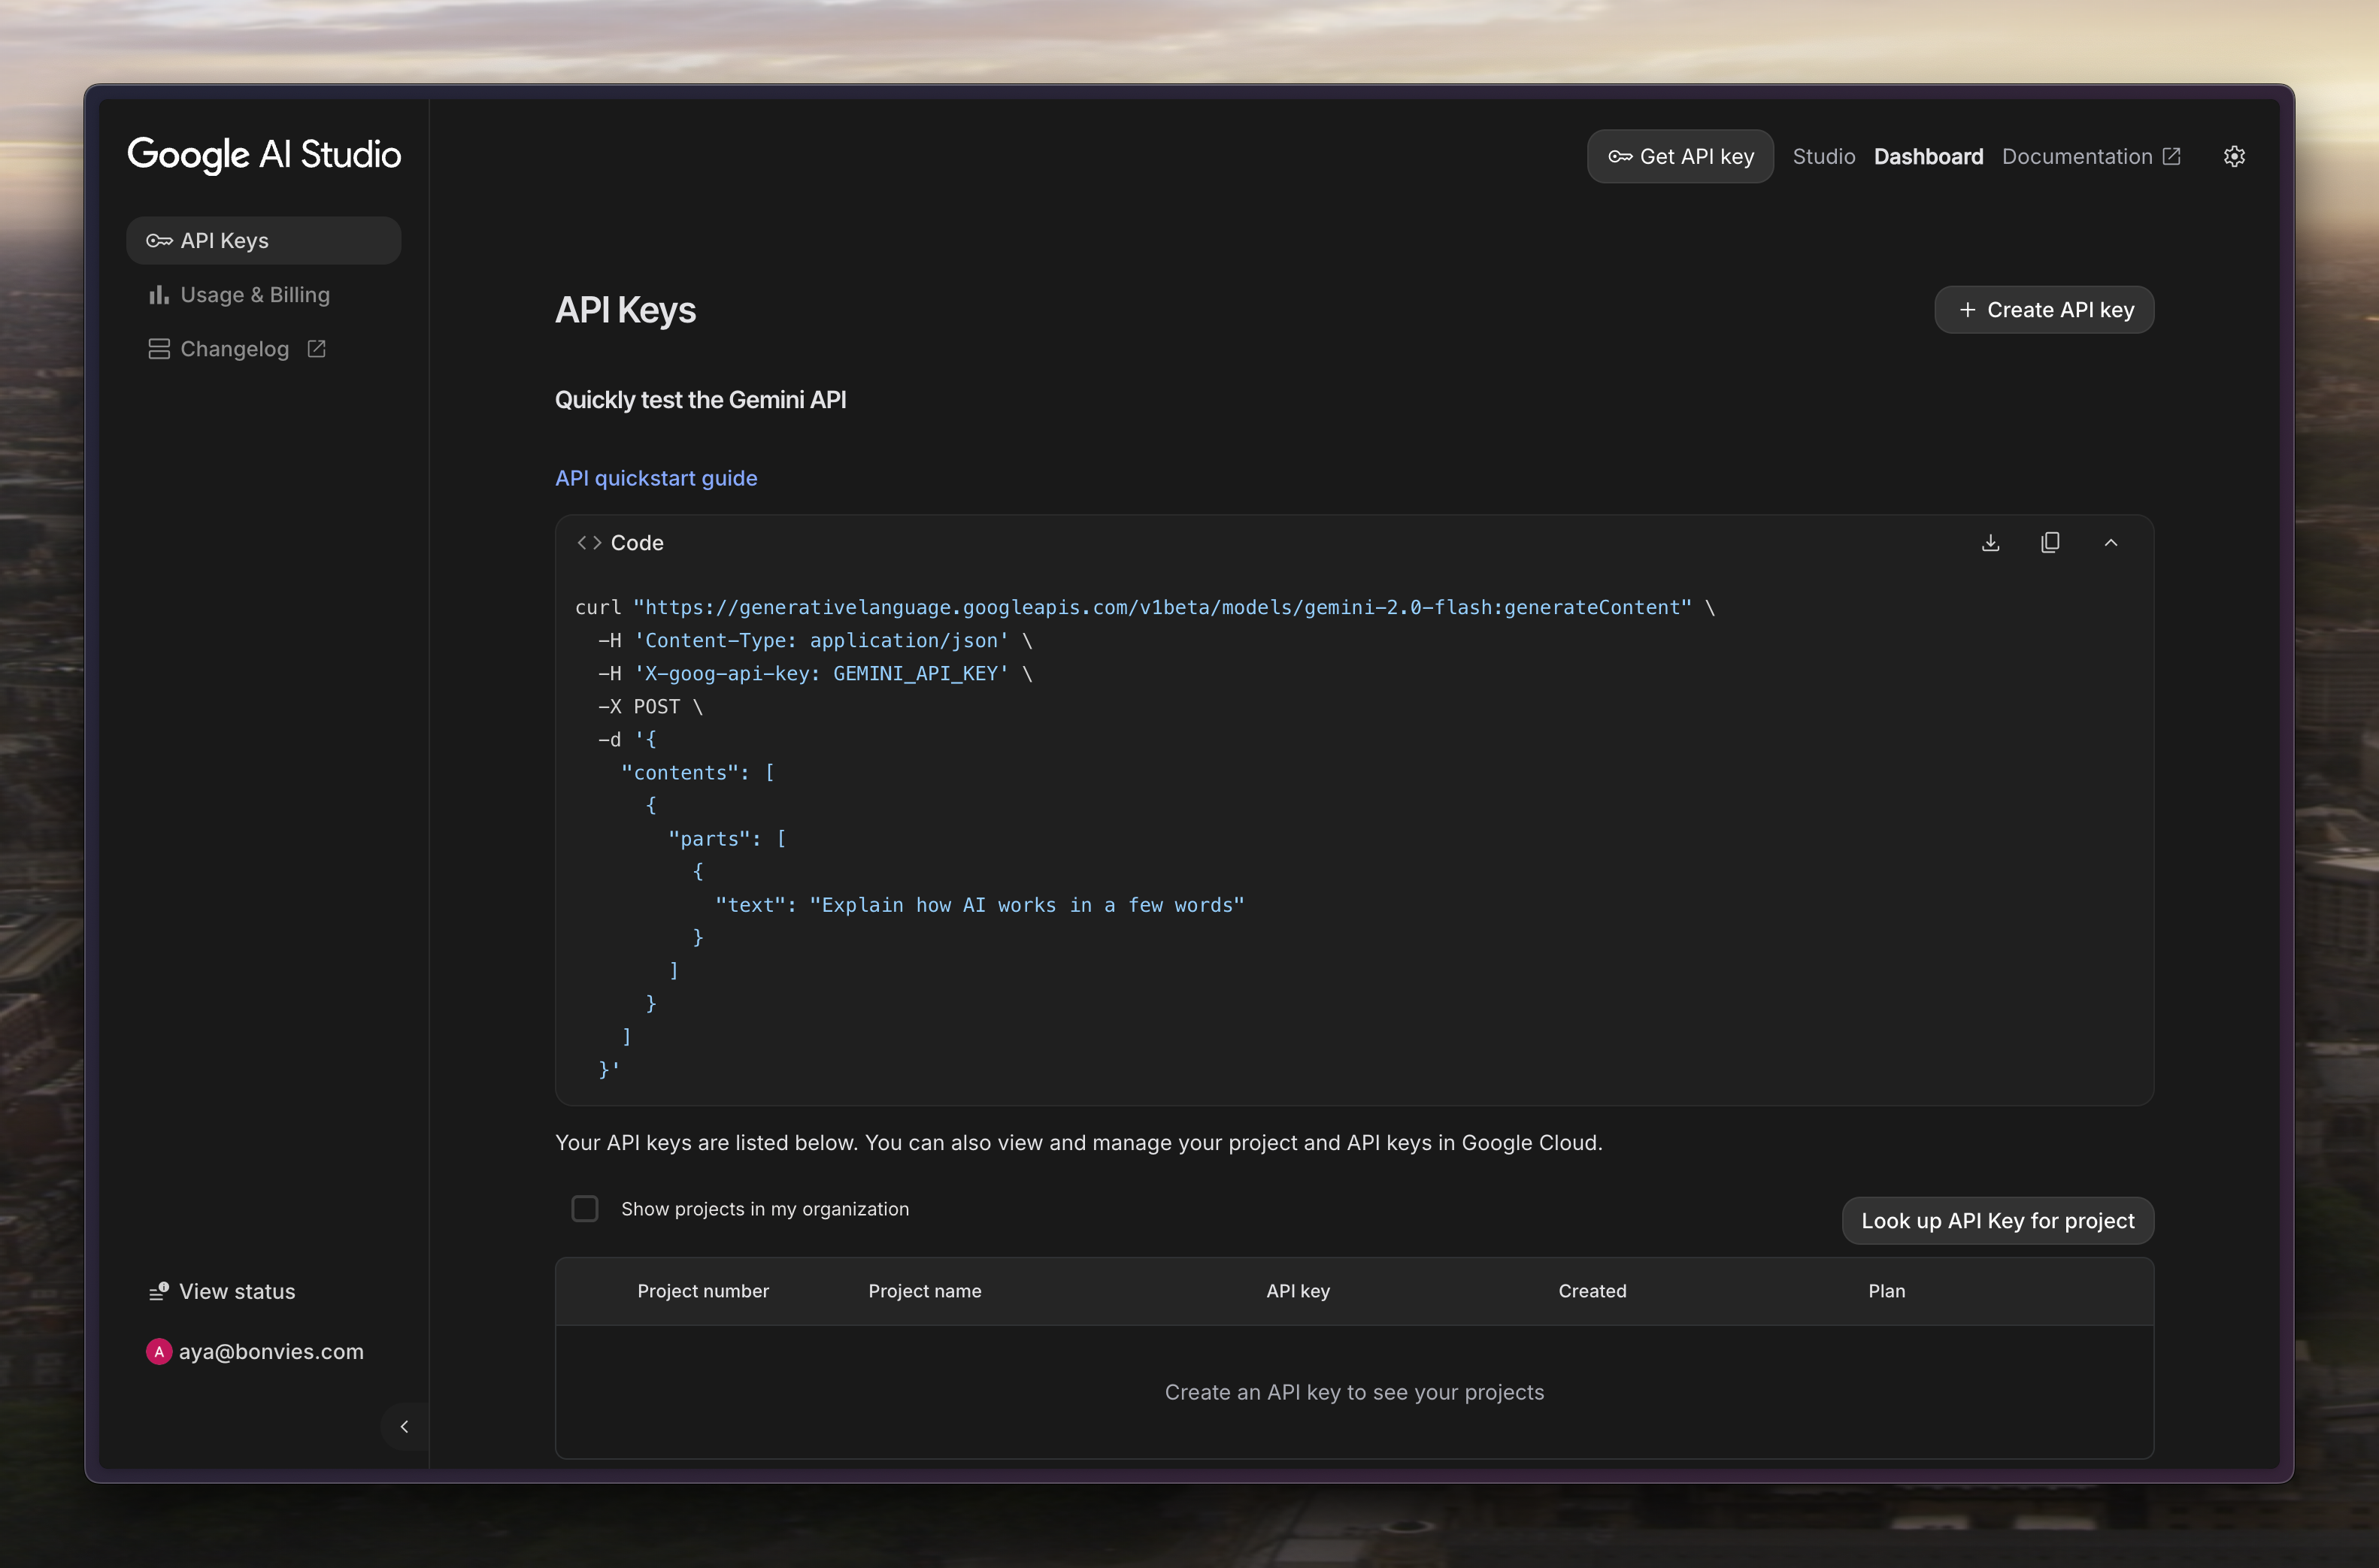 Google AI Studio
Get API key
Studio
Dashboard
Documentation
API Keys
Usage & Billing
Changelog
API Keys
Create API key
Quickly test the Gemini API
API quickstart guide
Code
curl "https://generativelanguage.googleapis.com/v1beta/models/gemini-2.0-flash:generateContent" \
  -H 'Content-Type: application/json' \
  -H 'X-goog-api-key: GEMINI_API_KEY' \
  -X POST \
  -d '{
    "contents": [
      {
        "parts": [
          {
            "text": "Explain how AI works in a few words"
          }
        ]
      }
    ]
  }'
Your API keys are listed below. You can also view and manage your project and API keys in Google Cloud.
Show projects in my organization
Look up API Key for project
Project number Project name API key Created Plan
Create an API key to see your projects
View status
A aya@bonvies.com